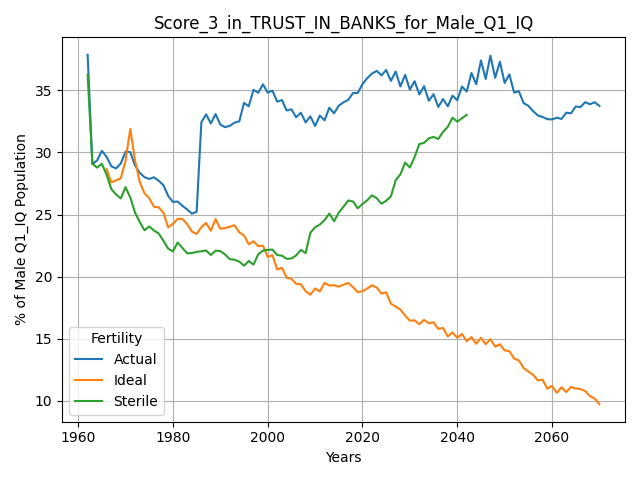 Score_3_in_TRUST_IN_BANKS_for_Male_Q1_IQ
% of Male Q1_IQ Population
35
30
25
20
15
10
Fertility
Actual
Ideal
Sterile
1960 1980 2000 2020 2040 2060
Years